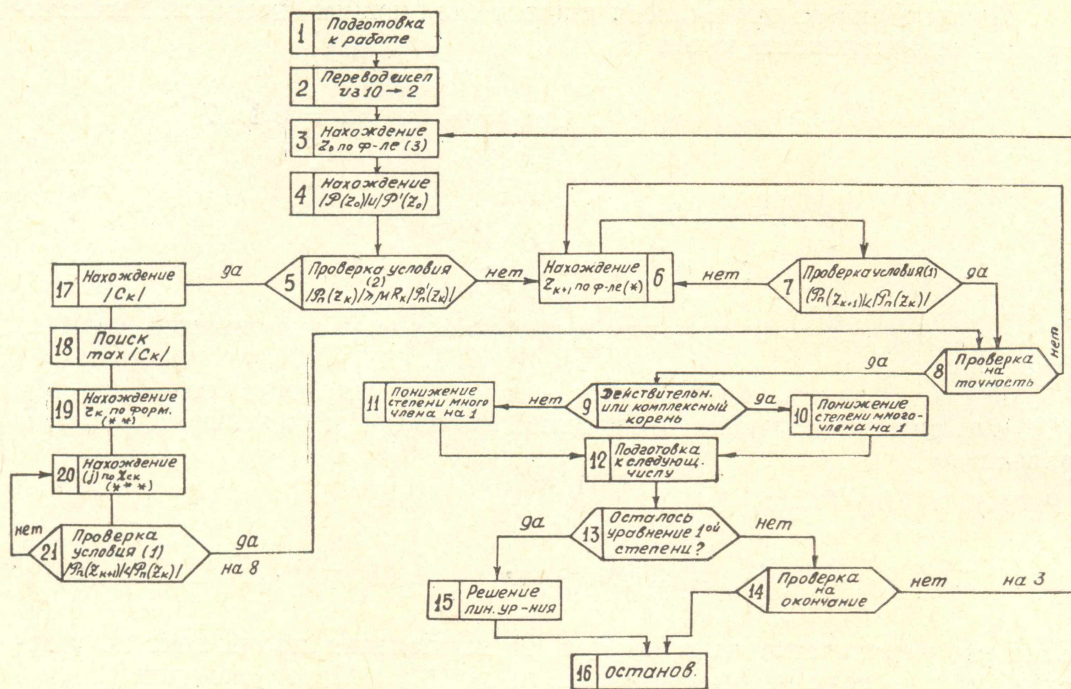 1
Подготовка
к работе
2
Перевод чисел
из 10 → 2
3
Нахождение
Z₀ по ф-ле (3)
4
Нахождение
|𝒫(Z₀)|и|𝒫'(Z₀)
5
Проверка условия
(2)
|𝒫n(Zk)|>μRk|𝒫'n(Zk)|
да
нет
Нахождение
Zk+1 по ф-ле(*)
6
нет
7
Проверка условия(1)
|𝒫n(Zk+1)|<|𝒫n(Zk)|
да
17
Нахождение
|Ck|
18
Поиск
max |Ck|
19
Нахождение
по форм.
(* *)
20
Нахождение
(j) по
(* * *)
нет
21
Проверка
условия (1)
|𝒫n(Zk+1)|<|𝒫n(Zk)|
да
на 8
8
Проверка
на
точность
нет
да
9
Действительн.
или комплексный
корень
нет
да
11
Понижение
степени много
члена на 1
10
Понижение
степени много-
члена на 1
12
Подготовка
к следующ.
числу
13
Осталось
уравнение 1ой
степени?
да
нет
14
Проверка
на
окончание
нет
на 3
15
Решение
лин. ур-ния
16
останов.